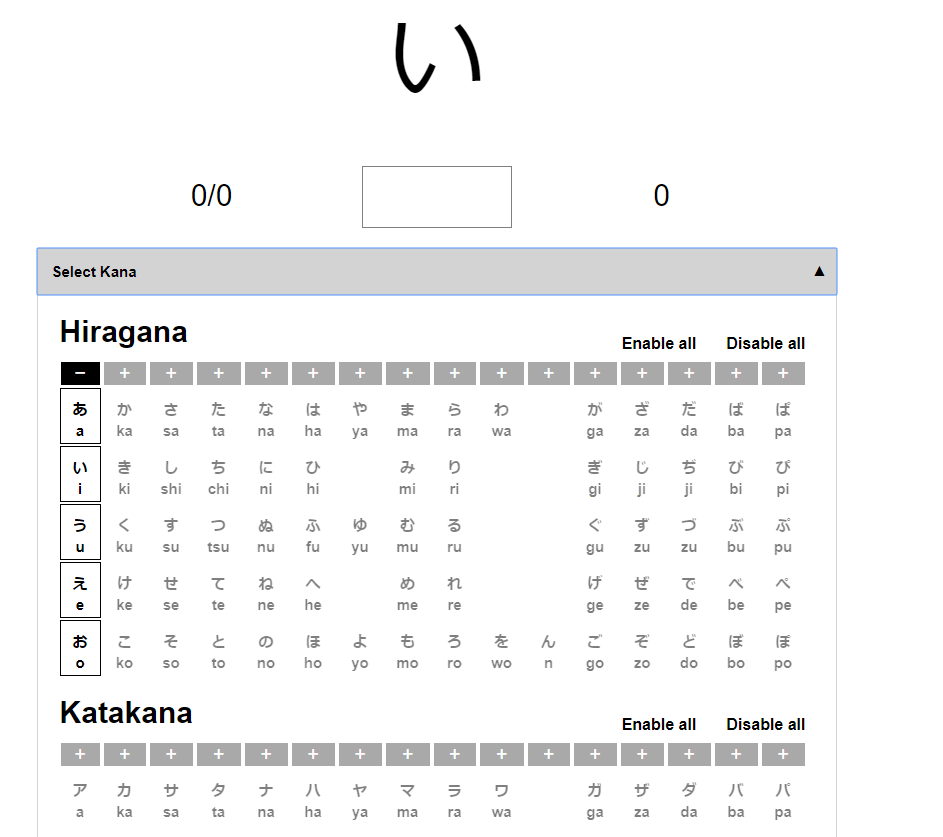 い
0/0 0
Select Kana ▲
Hiragana
Enable all Disable all
− + + + + + + + + + + + + + + +
あ か さ た な は や ま ら わ が ざ だ ば ぱ
a ka sa ta na ha ya ma ra wa ga za da ba pa
い き し ち に ひ み り ぎ じ ぢ び ぴ
i ki shi chi ni hi mi ri gi ji ji bi pi
う く す つ ぬ ふ ゆ む る ぐ ず づ ぶ ぷ
u ku su tsu nu fu yu mu ru gu zu zu bu pu
え け せ て ね へ め れ げ ぜ で べ ぺ
e ke se te ne he me re ge ze de be pe
お こ そ と の ほ よ も ろ を ん ご ぞ ど ぼ ぽ
o ko so to no ho yo mo ro wo n go zo do bo po
Katakana
Enable all Disable all
+ + + + + + + + + + + + + + + +
ア カ サ タ ナ ハ ヤ マ ラ ワ ガ ザ ダ バ パ
a ka sa ta na ha ya ma ra wa ga za da ba pa